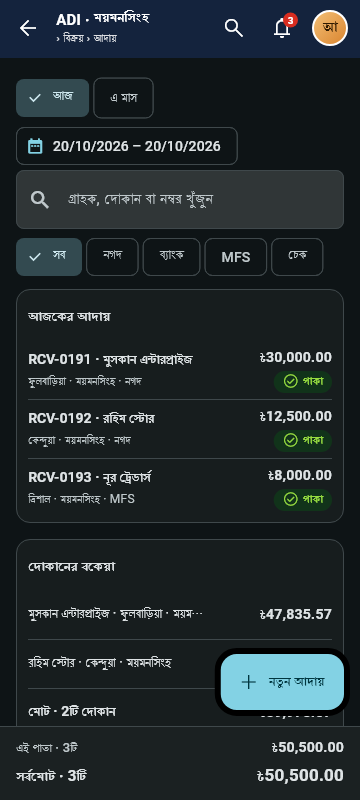 ADI · ময়মনসিংহ
› বিক্রয় › আদায়
3
আ
আজ
এ মাস
20/10/2026 – 20/10/2026
গ্রাহক, দোকান বা নম্বর খুঁজুন
সব
নগদ
ব্যাংক
MFS
চেক
আজকের আদায়
RCV-0191 · মুসকান এন্টারপ্রাইজ
৳30,000.00
ফুলবাড়িয়া · ময়মনসিংহ · নগদ
পাকা
RCV-0192 · রহিম স্টোর
৳12,500.00
কেন্দুয়া · ময়মনসিংহ · নগদ
পাকা
RCV-0193 · নূর ট্রেডার্স
৳8,000.00
ত্রিশাল · ময়মনসিংহ · MFS
পাকা
দোকানের বকেয়া
মুসকান এন্টারপ্রাইজ · ফুলবাড়িয়া · ময়ম…
৳47,835.57
রহিম স্টোর · কেন্দুয়া · ময়মনসিংহ
নতুন আদায়
মোট · 2টি দোকান
এই পাতা · 3টি
৳50,500.00
সর্বমোট · 3টি
৳50,500.00